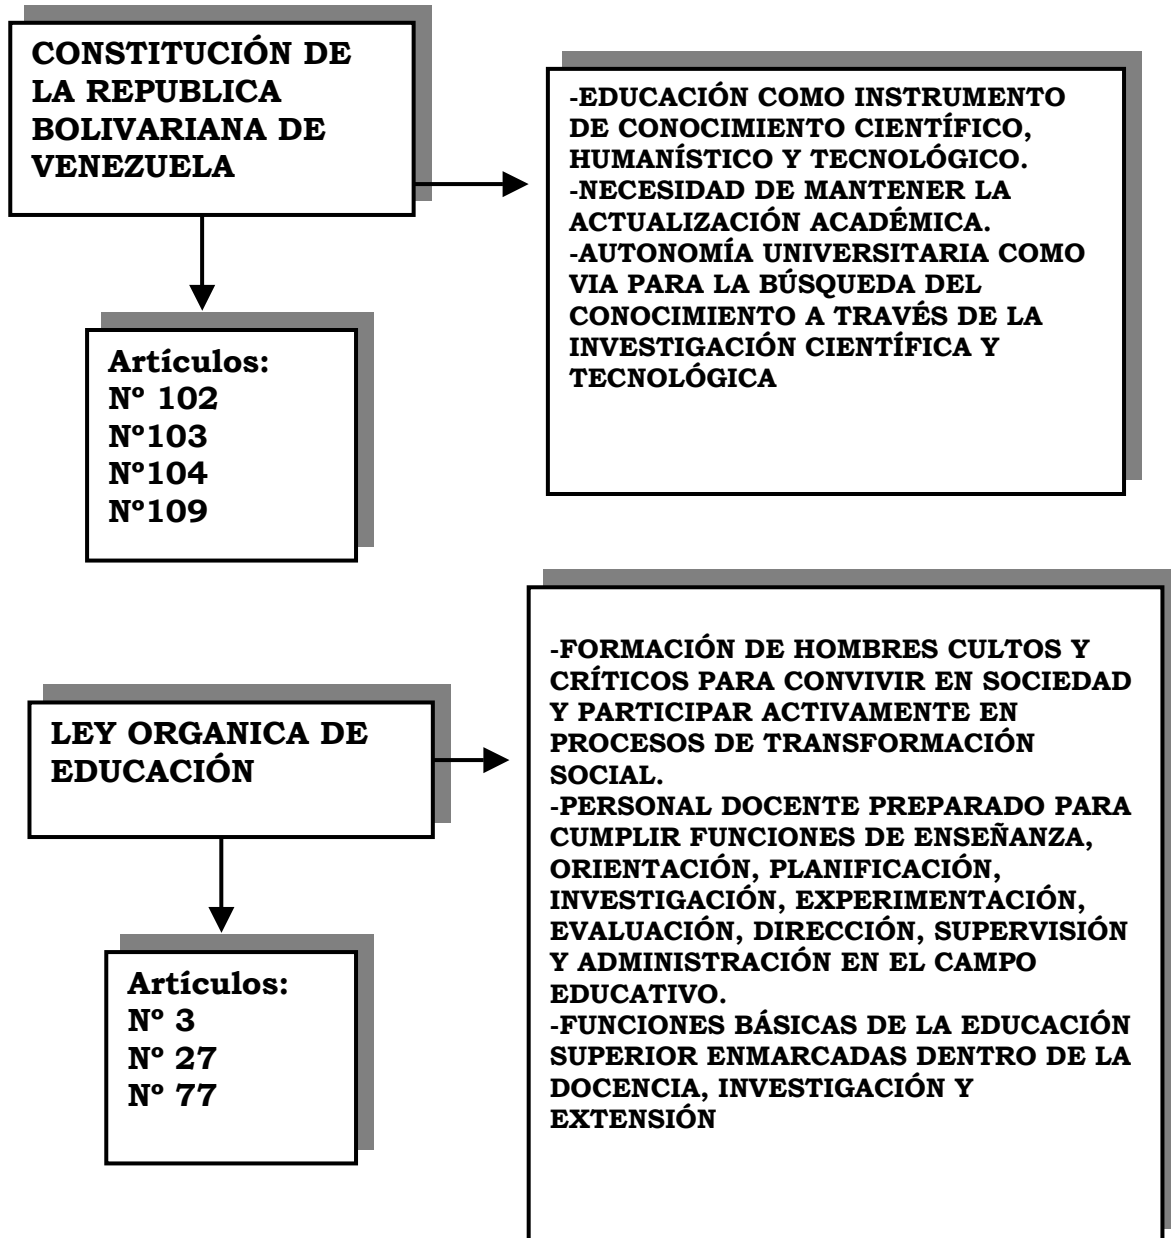 CONSTITUCIÓN DE
LA REPUBLICA
BOLIVARIANA DE
VENEZUELA
-EDUCACIÓN COMO INSTRUMENTO
DE CONOCIMIENTO CIENTÍFICO,
HUMANÍSTICO Y TECNOLÓGICO.
-NECESIDAD DE MANTENER LA
ACTUALIZACIÓN ACADÉMICA.
-AUTONOMÍA UNIVERSITARIA COMO
VIA PARA LA BÚSQUEDA DEL
CONOCIMIENTO A TRAVÉS DE LA
INVESTIGACIÓN CIENTÍFICA Y
TECNOLÓGICA
Artículos:
Nº 102
Nº103
Nº104
Nº109
LEY ORGANICA DE
EDUCACIÓN
-FORMACIÓN DE HOMBRES CULTOS Y
CRÍTICOS PARA CONVIVIR EN SOCIEDAD
Y PARTICIPAR ACTIVAMENTE EN
PROCESOS DE TRANSFORMACIÓN
SOCIAL.
-PERSONAL DOCENTE PREPARADO PARA
CUMPLIR FUNCIONES DE ENSEÑANZA,
ORIENTACIÓN, PLANIFICACIÓN,
INVESTIGACIÓN, EXPERIMENTACIÓN,
EVALUACIÓN, DIRECCIÓN, SUPERVISIÓN
Y ADMINISTRACIÓN EN EL CAMPO
EDUCATIVO.
-FUNCIONES BÁSICAS DE LA EDUCACIÓN
SUPERIOR ENMARCADAS DENTRO DE LA
DOCENCIA, INVESTIGACIÓN Y
EXTENSIÓN
Artículos:
Nº 3
Nº 27
Nº 77